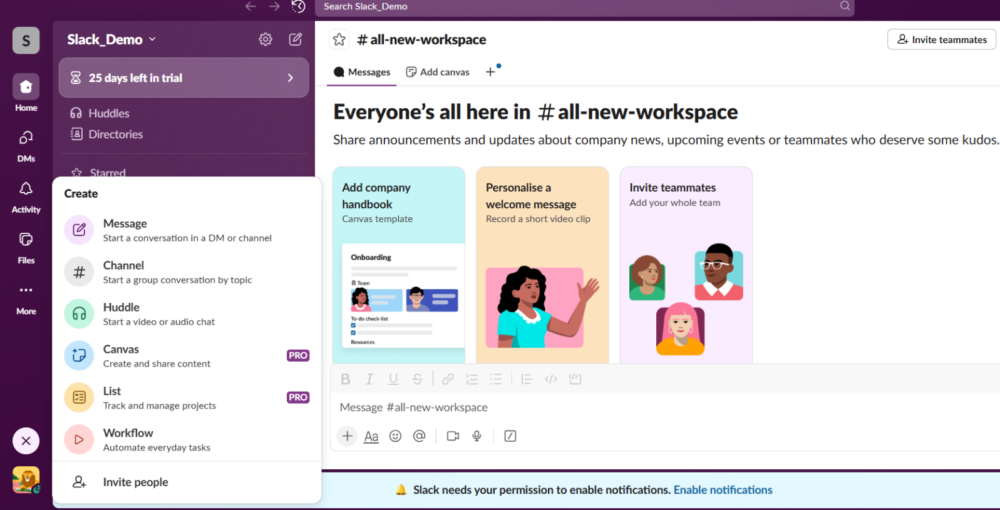 Search Slack_Demo
S
Slack_Demo
25 days left in trial
Huddles
Directories
Starred
Home
DMs
Activity
Files
More
Create
Message
Start a conversation in a DM or channel
Channel
Start a group conversation by topic
Huddle
Start a video or audio chat
Canvas
Create and share content
PRO
List
Track and manage projects
PRO
Workflow
Automate everyday tasks
Invite people
# all-new-workspace
Invite teammates
Messages
Add canvas
Everyone’s all here in # all-new-workspace
Share announcements and updates about company news, upcoming events or teammates who deserve some kudos.
Add company
handbook
Canvas template
Onboarding
Team
To-do check-list
Resources
Personalise a
welcome message
Record a short video clip
Invite teammates
Add your whole team
B I U S
Message #all-new-workspace
Aa
Slack needs your permission to enable notifications. Enable notifications